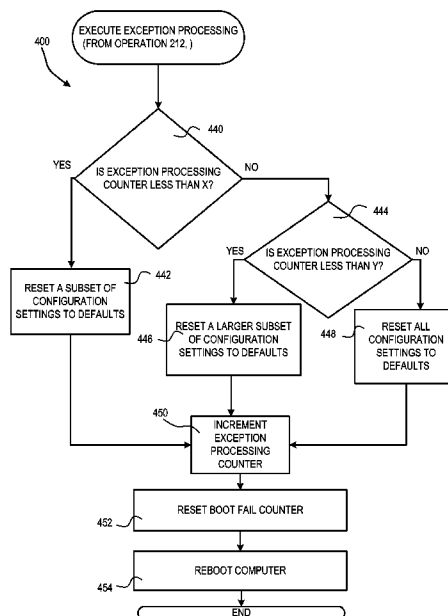 EXECUTE EXCEPTION PROCESSING
(FROM OPERATION 212, )
400
440
YES
NO
IS EXCEPTION PROCESSING
COUNTER LESS THAN X?
444
YES
NO
IS EXCEPTION PROCESSING
COUNTER LESS THAN Y?
442
RESET A SUBSET OF
CONFIGURATION
SETTINGS TO DEFAULTS
446
RESET A LARGER SUBSET
OF CONFIGURATION
SETTINGS TO DEFAULTS
448
RESET ALL
CONFIGURATION
SETTINGS TO
DEFAULTS
450
INCREMENT
EXCEPTION
PROCESSING
COUNTER
RESET BOOT FAIL COUNTER
452
REBOOT COMPUTER
454
END